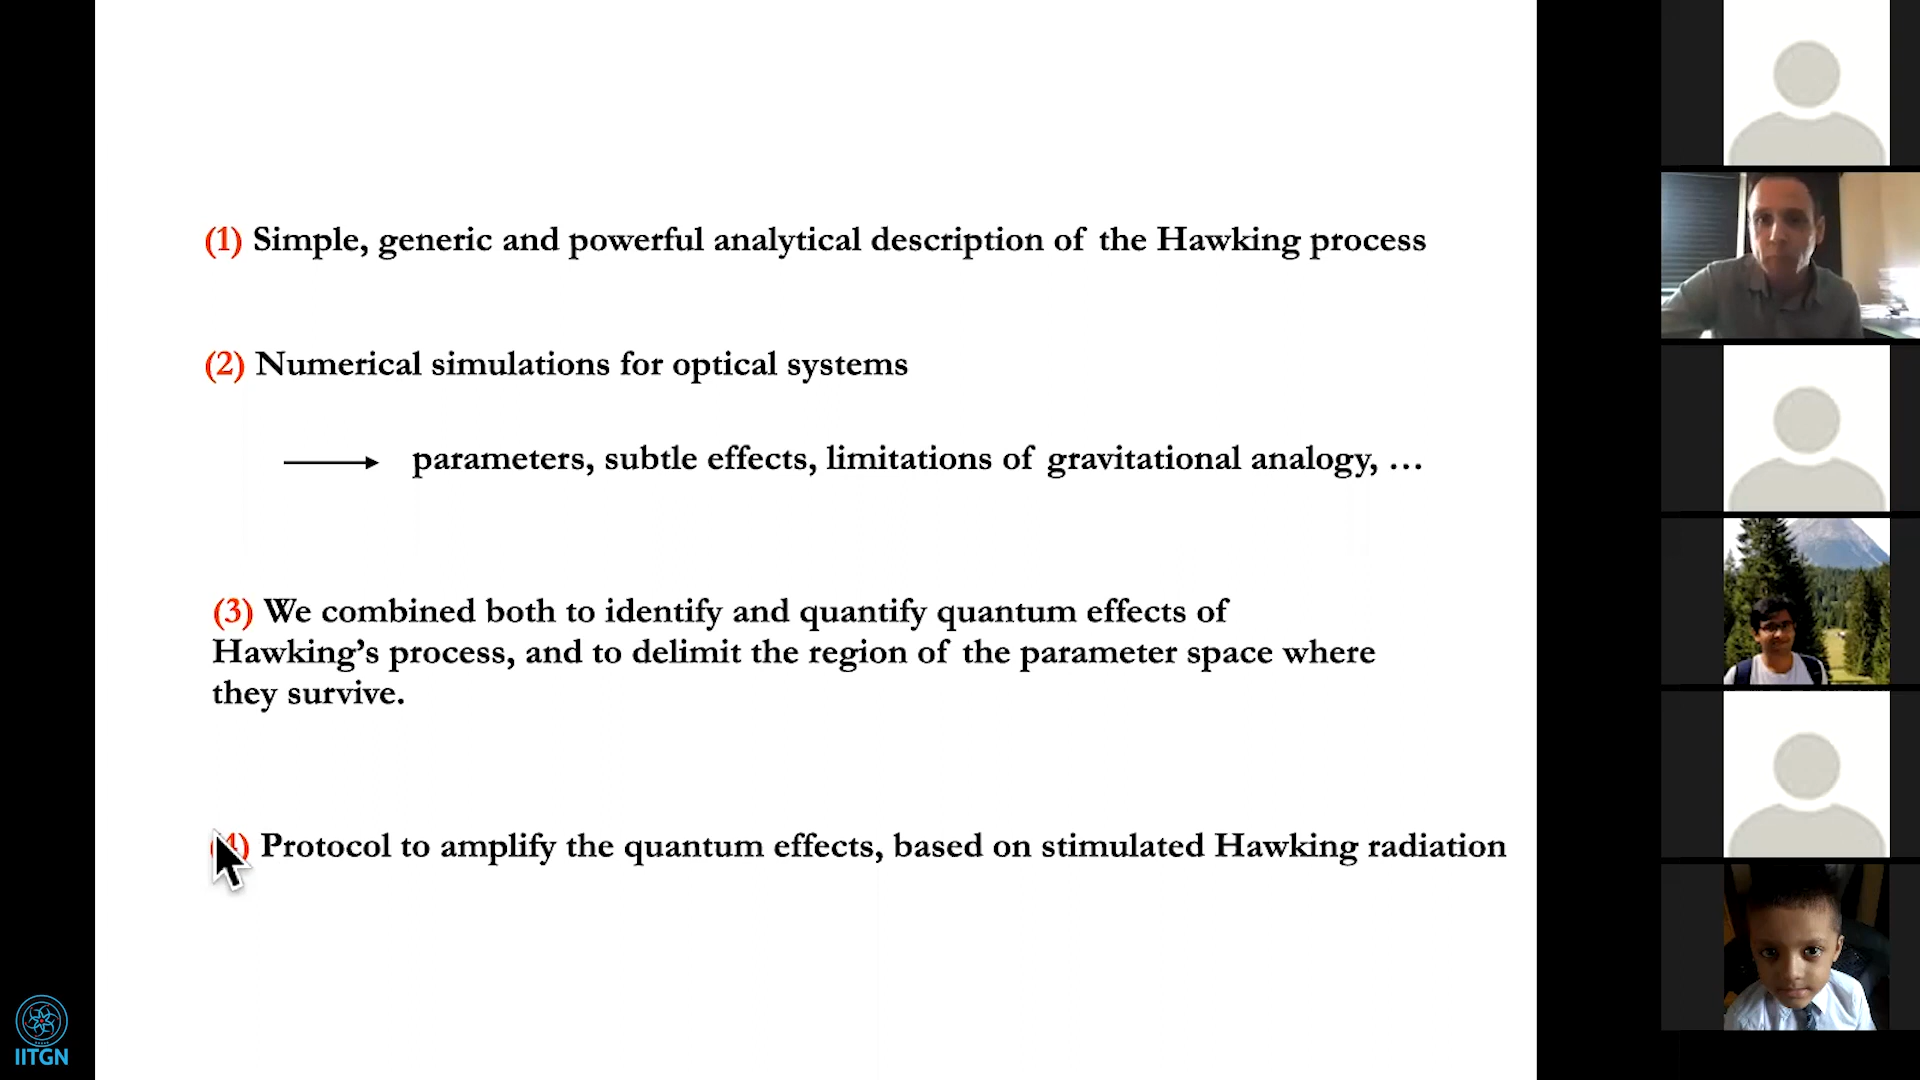 (1) Simple, generic and powerful analytical description of the Hawking process
(2) Numerical simulations for optical systems
parameters, subtle effects, limitations of gravitational analogy, …
(3) We combined both to identify and quantify quantum effects of
Hawking’s process, and to delimit the region of the parameter space where
they survive.
(4) Protocol to amplify the quantum effects, based on stimulated Hawking radiation
IITGN